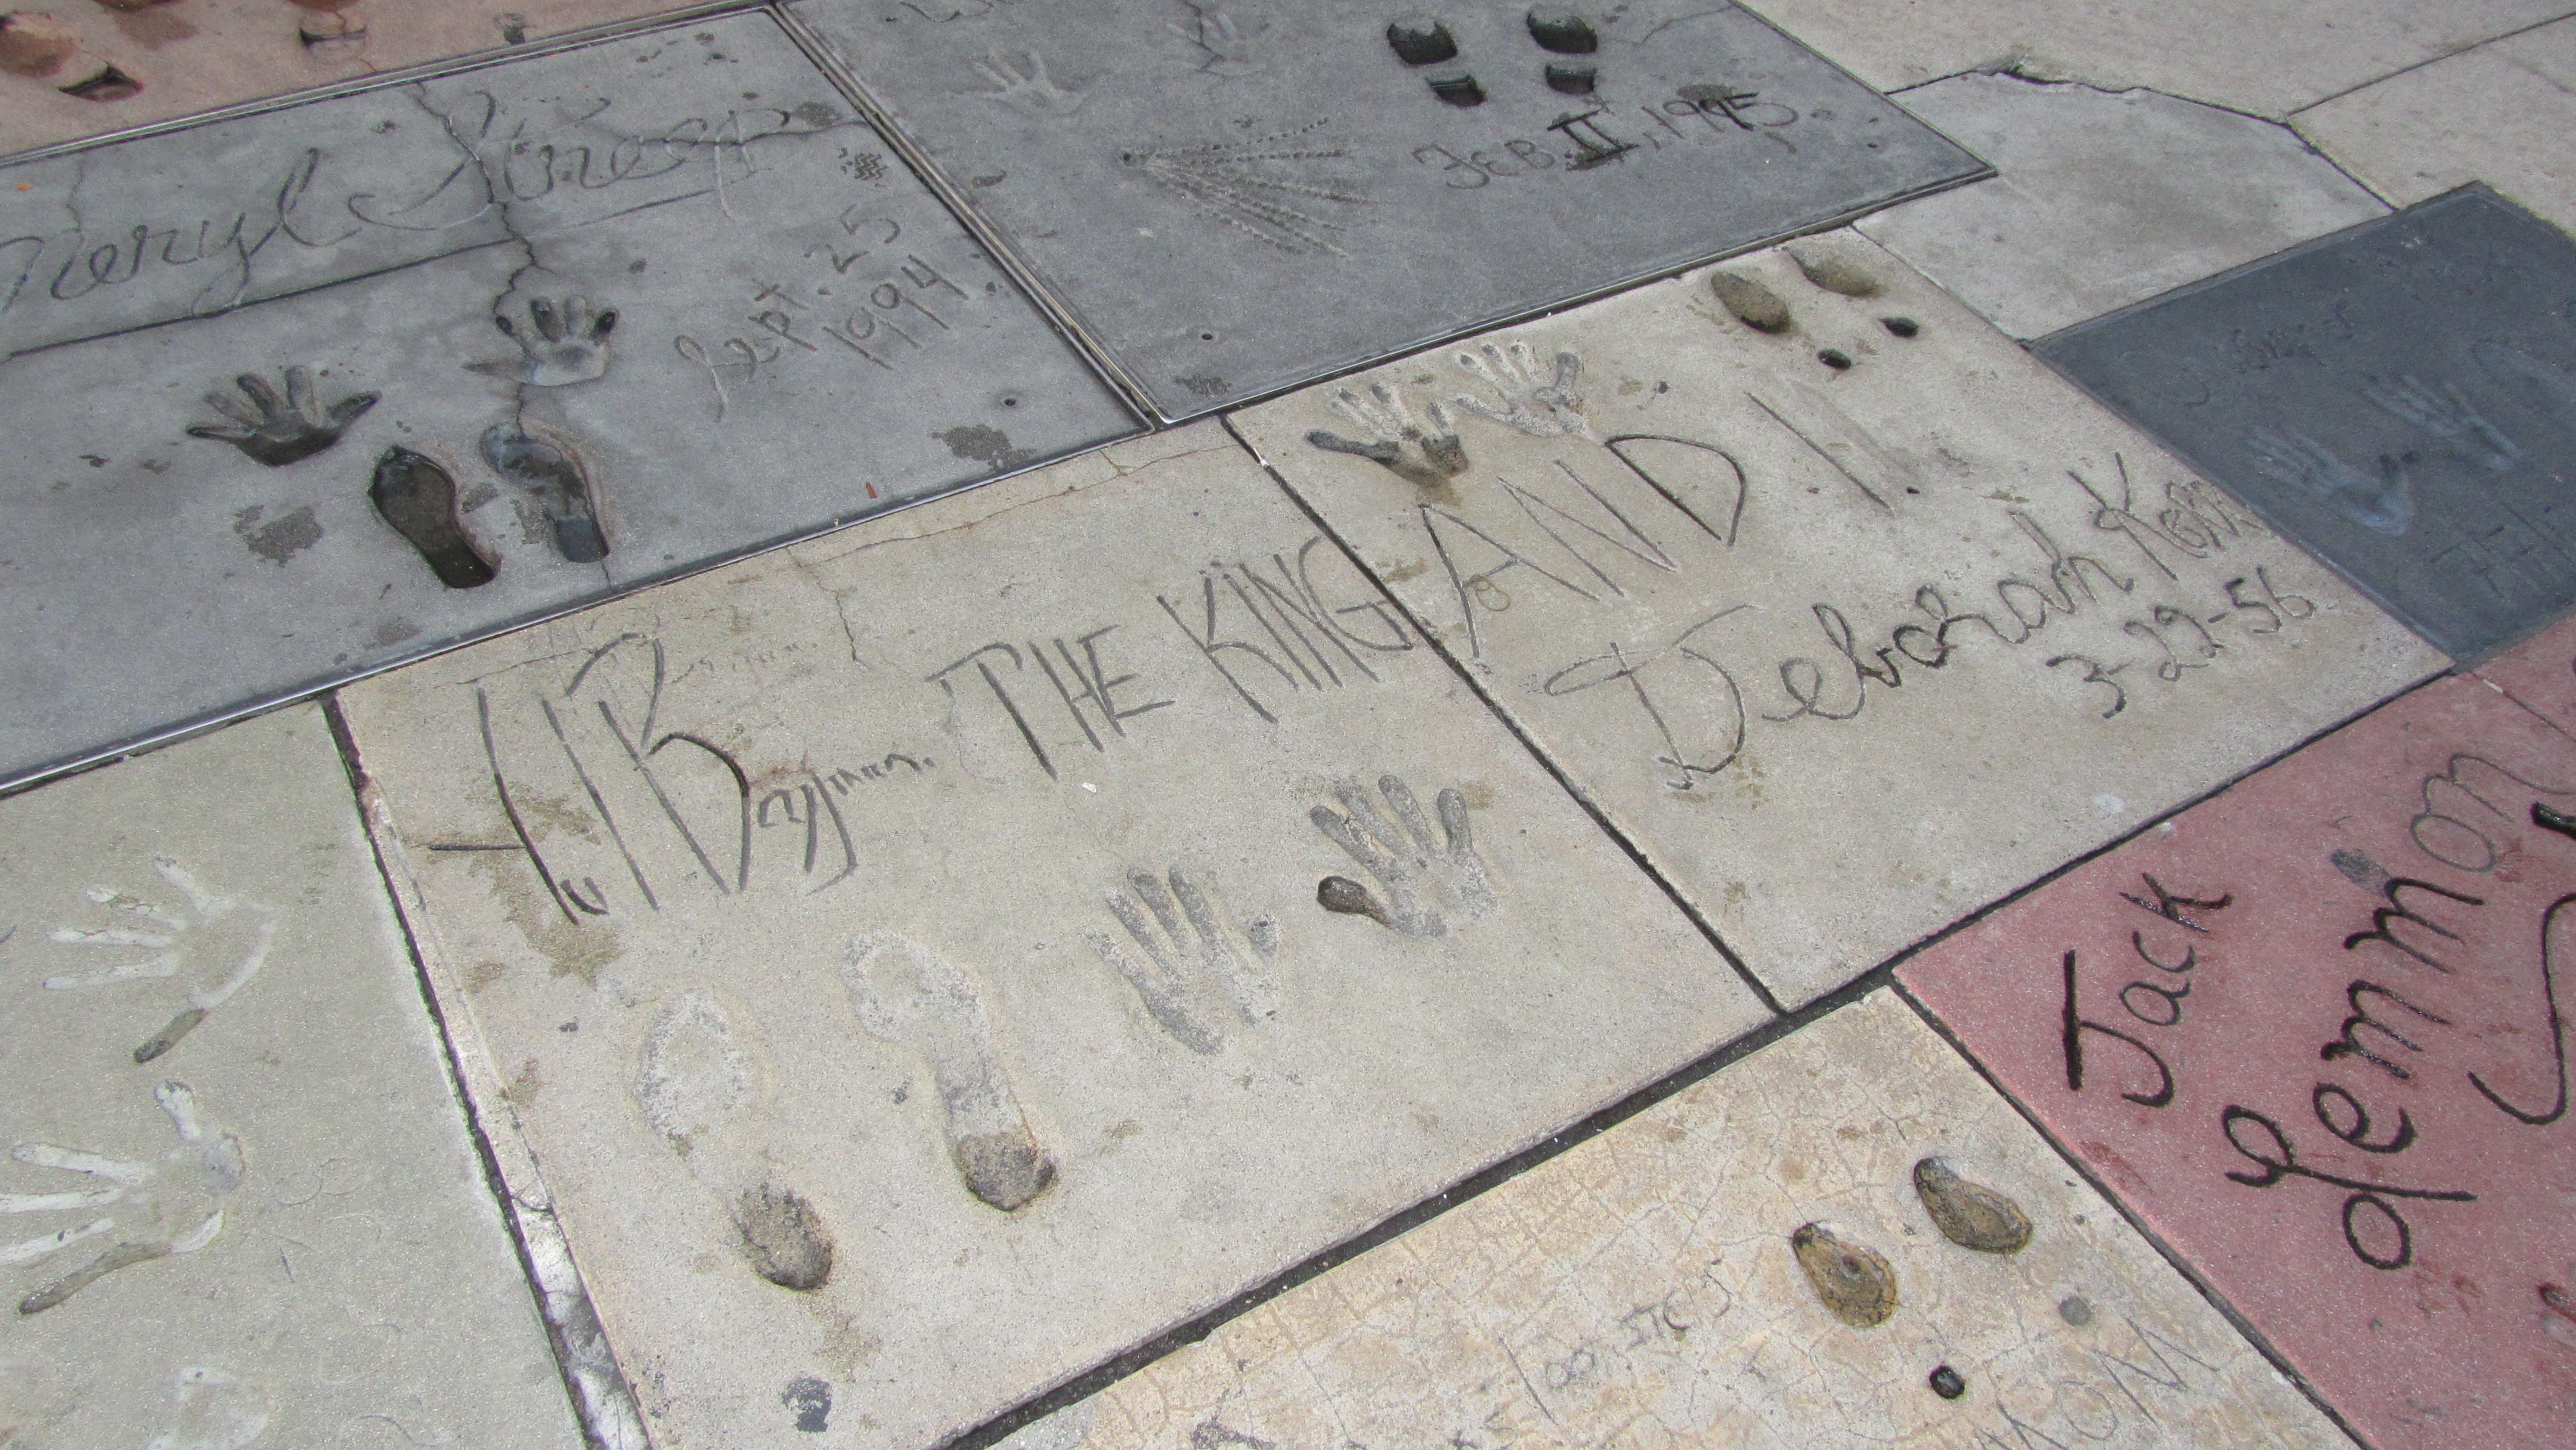 Meryl Streep
Sept. 25
1994
FEB. II, 1995
THE KING AND I
Yul Brynner.
Deborah Kerr
3-22-56
Jack
Lemmon